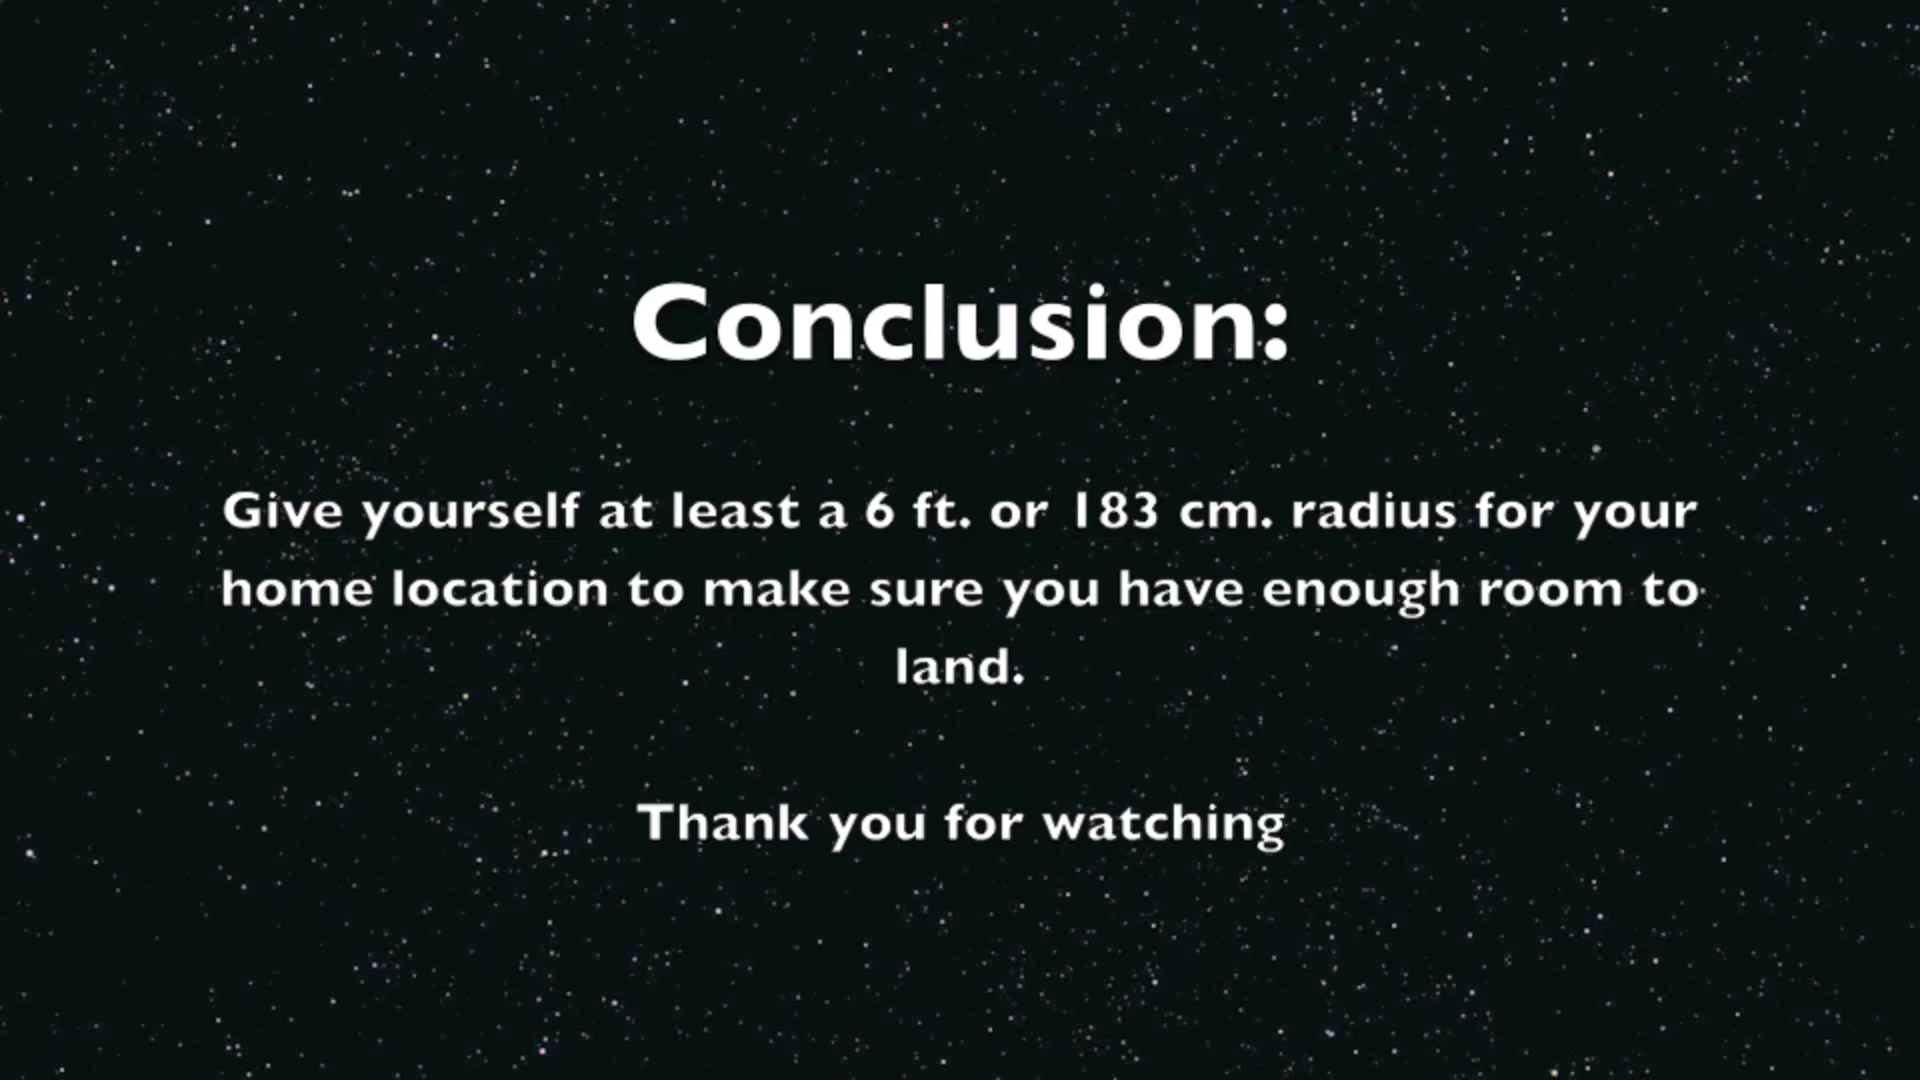 Conclusion:
Give yourself at least a 6 ft. or 183 cm. radius for your
home location to make sure you have enough room to
land.
Thank you for watching